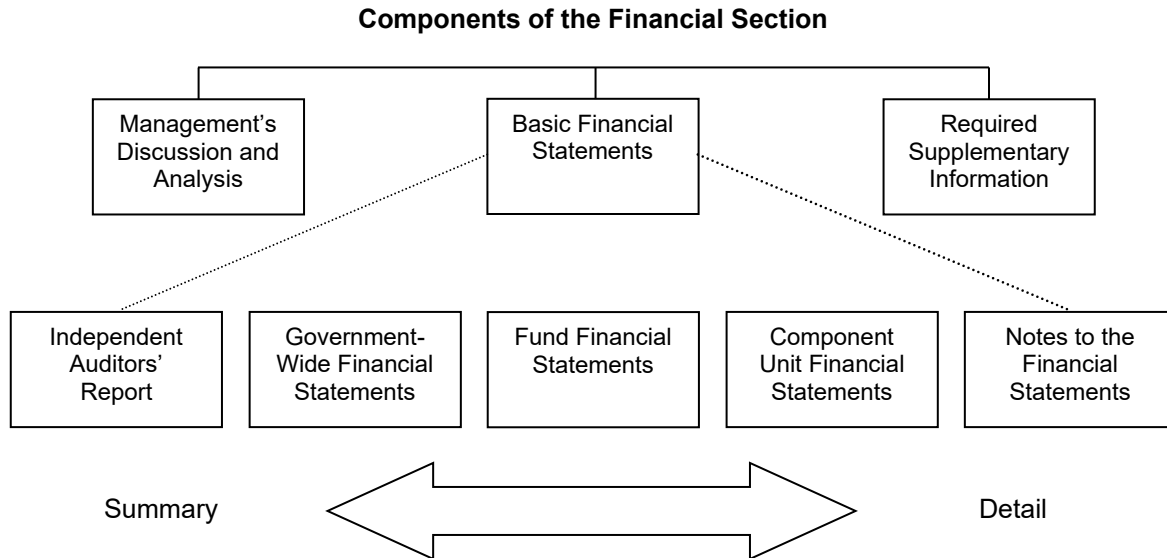 Components of the Financial Section
Management's
Discussion and
Analysis
Basic Financial
Statements
Required
Supplementary
Information
Independent
Auditors'
Report
Government-
Wide Financial
Statements
Fund Financial
Statements
Component
Unit Financial
Statements
Notes to the
Financial
Statements
Summary
Detail